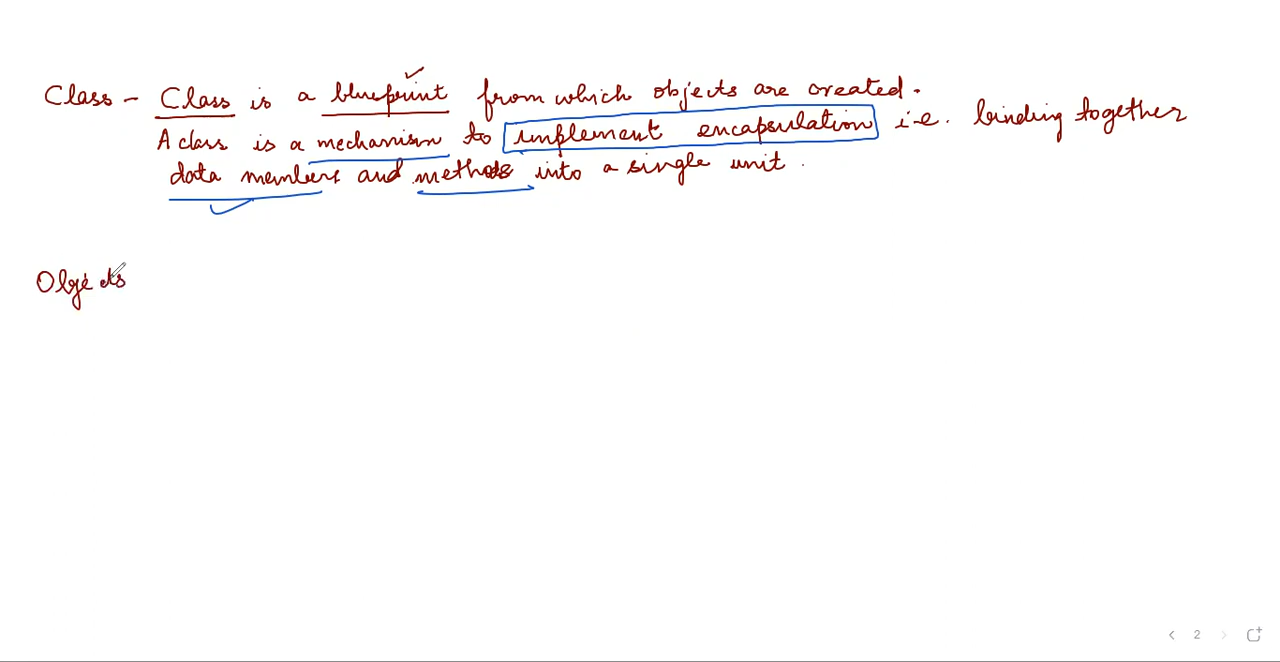 Class - Class is a blueprint from which objects are created.
A class is a mechanism to implement encapsulation i.e. binding together
data members and methods into a single unit.
Objects
2